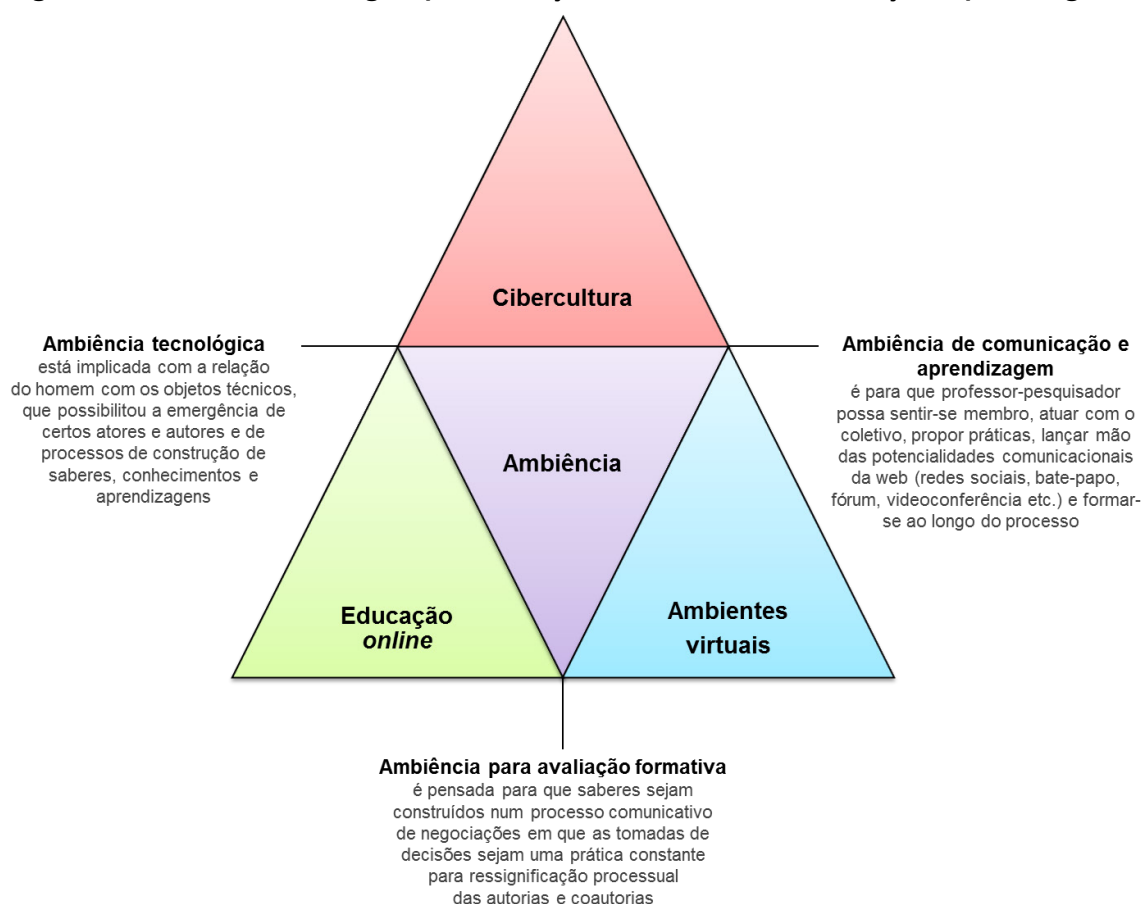 Cibercultura
Ambiência tecnológica
está implicada com a relação
do homem com os objetos técnicos,
que possibilitou a emergência de
certos atores e autores e de
processos de construção de
saberes, conhecimentos e
aprendizagens
Ambiência
Ambiência de comunicação e
aprendizagem
é para que professor-pesquisador
possa sentir-se membro, atuar com o
coletivo, propor práticas, lançar mão
das potencialidades comunicacionais
da web (redes sociais, bate-papo,
fórum, videoconferência etc.) e formar-
se ao longo do processo
Educação
online
Ambientes
virtuais
Ambiência para avaliação formativa
é pensada para que saberes sejam
construídos num processo comunicativo
de negociações em que as tomadas de
decisões sejam uma prática constante
para ressignificação processual
das autorias e coautorias